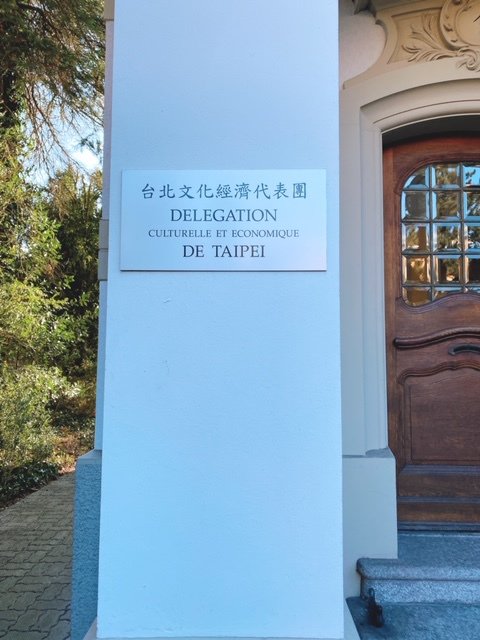 台北文化經濟代表團
DELEGATION
CULTURELLE ET ECONOMIQUE
DE TAIPEI